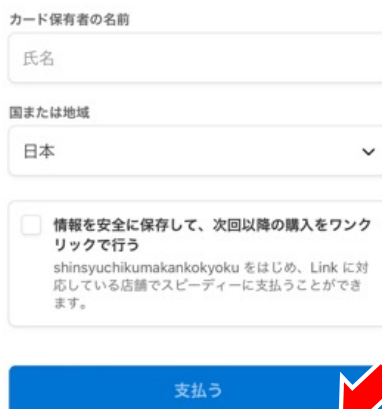 カード保有者の名前
氏名
国または地域
日本
情報を安全に保存して、次回以降の購入をワンク
リックで行う
shinsyuchikumakankokyoku をはじめ、Link に対
応している店舗でスピーディーに支払うことができ
ます。
支払う